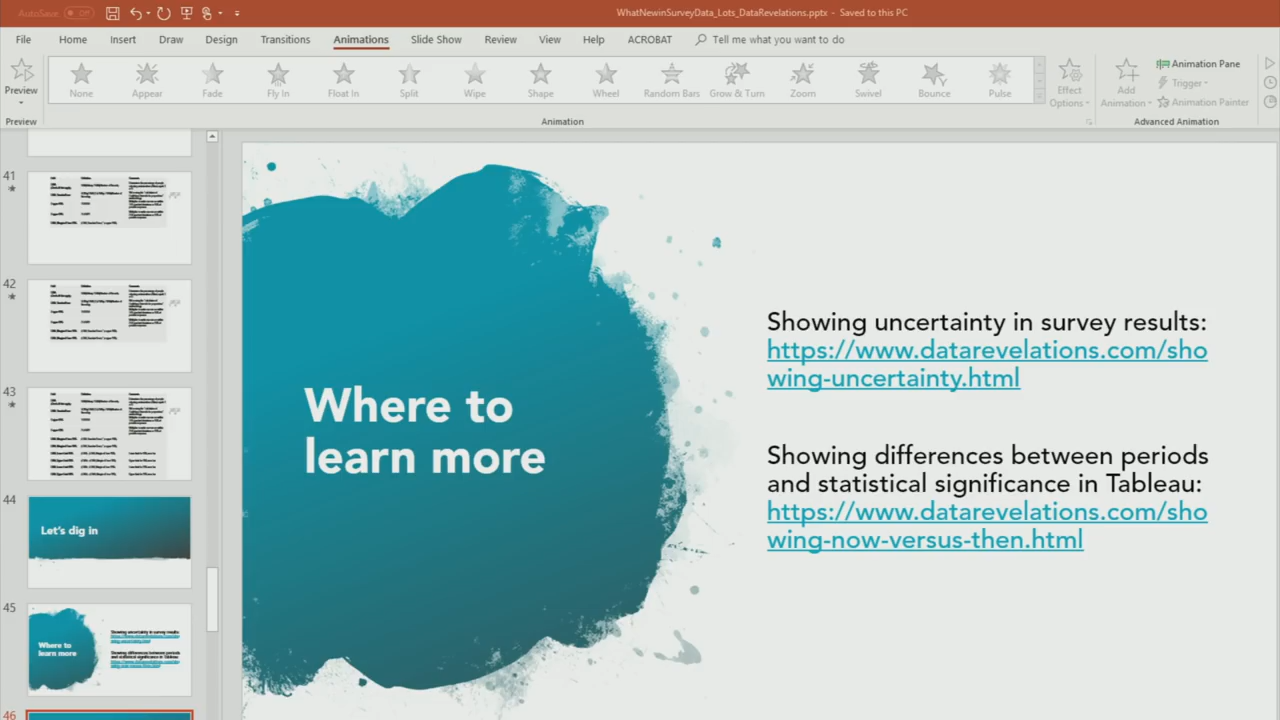 AutoSave Off
WhatNewinSurveyData_Lots_DataRevelations.pptx - Saved to this PC
File Home Insert Draw Design Transitions Animations Slide Show Review View Help ACROBAT Tell me what you want to do
Preview
None Appear Fade Fly In Float In Split Wipe Shape Wheel Random Bars Grow & Turn Zoom Swivel Bounce Pulse
Effect
Options
Add
Animation
Animation Pane
Trigger
Animation Painter
Preview Animation Advanced Animation
41
42
43
44
Let's dig in
45
Where to
learn more
Showing uncertainty in survey results:
46
Where to
learn more
Showing uncertainty in survey results:
https://www.datarevelations.com/sho
wing-uncertainty.html
Showing differences between periods
and statistical significance in Tableau:
https://www.datarevelations.com/sho
wing-now-versus-then.html